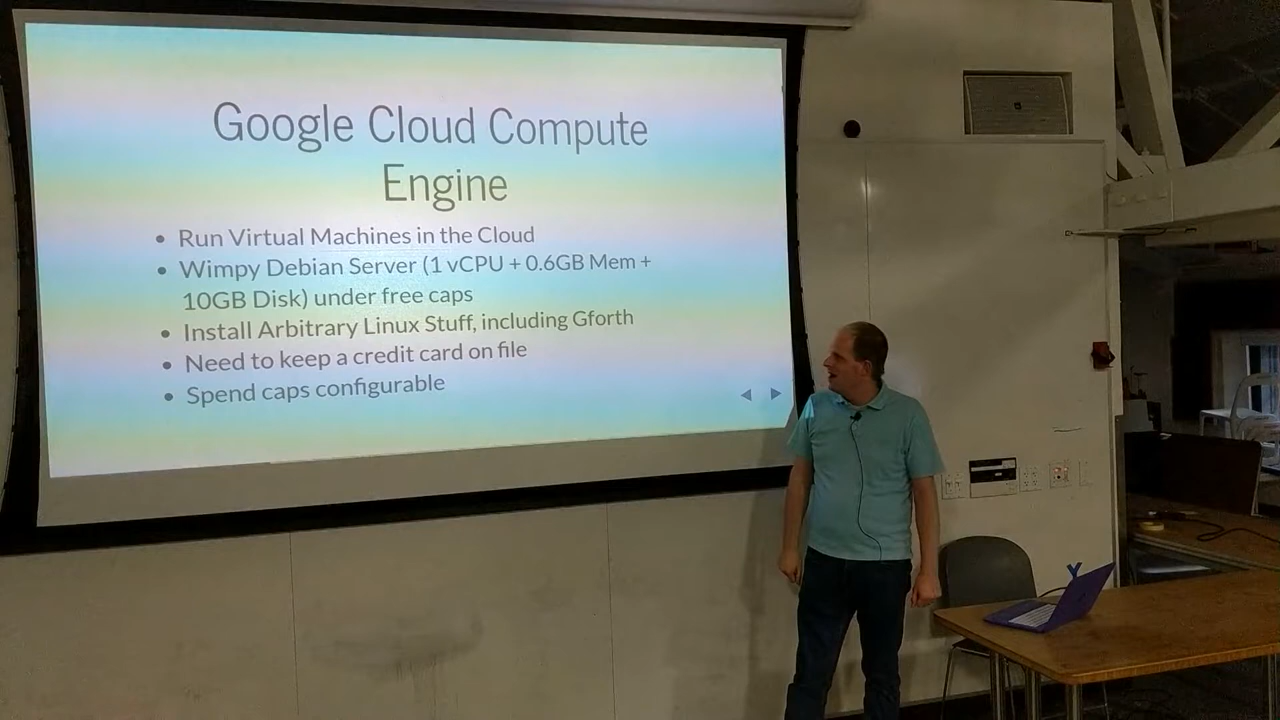 Google Cloud Compute
Engine
• Run Virtual Machines in the Cloud
• Wimpy Debian Server (1 vCPU + 0.6GB Mem +
10GB Disk) under free caps
• Install Arbitrary Linux Stuff, including Gforth
• Need to keep a credit card on file
• Spend caps configurable